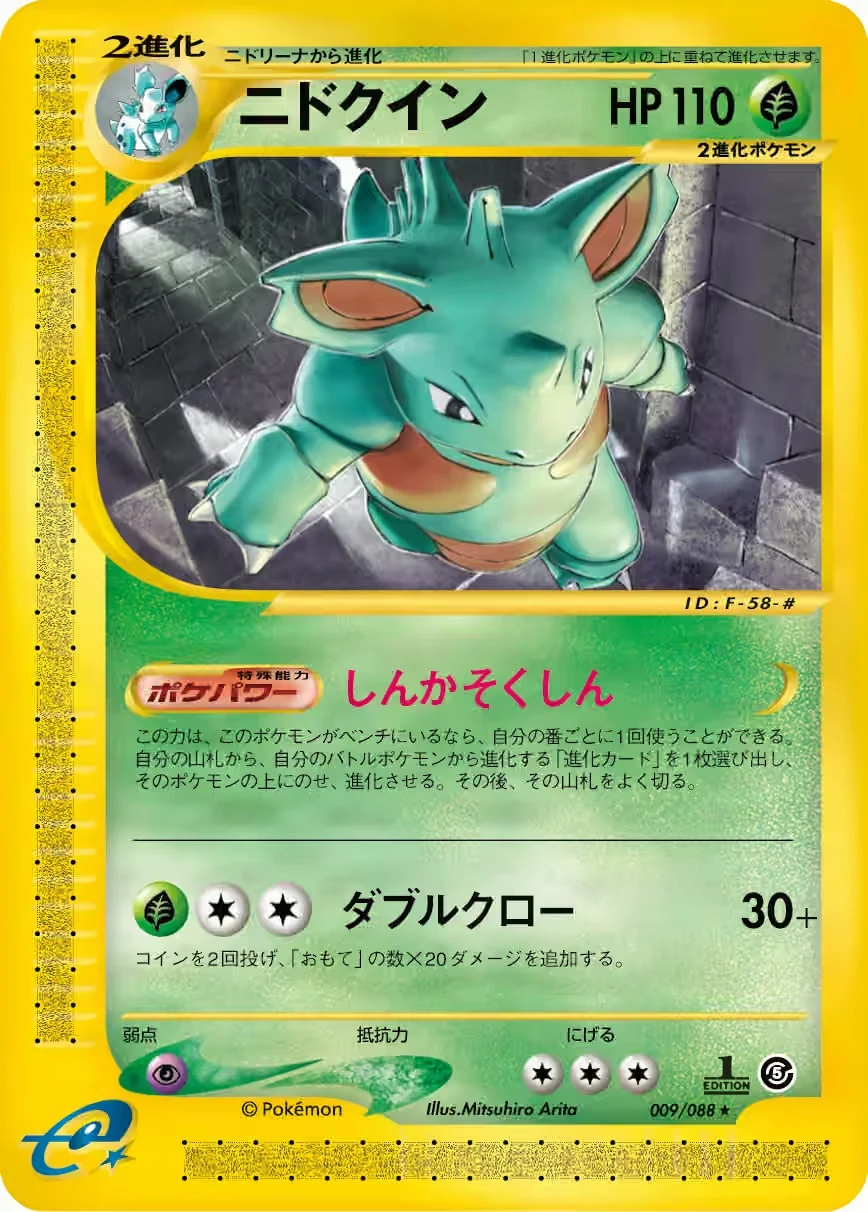 2進化
ニドリーナから進化
「1進化ポケモン」の上に重ねて進化させます。
ニドクイン
HP 110
2進化ポケモン
ID : F-58-#
特殊能力
ポケパワー
しんかそくしん
この力は、このポケモンがベンチにいるなら、自分の番ごとに1回使うことができる。
自分の山札から、自分のバトルポケモンから進化する「進化カード」を1枚選び出し、
そのポケモンの上にのせ、進化させる。その後、その山札をよく切る。
ダブルクロー
30+
コインを2回投げ、「おもて」の数×20ダメージを追加する。
弱点
抵抗力
にげる
1
EDITION
5
© Pokémon
Illus.Mitsuhiro Arita
009/088 ★
e